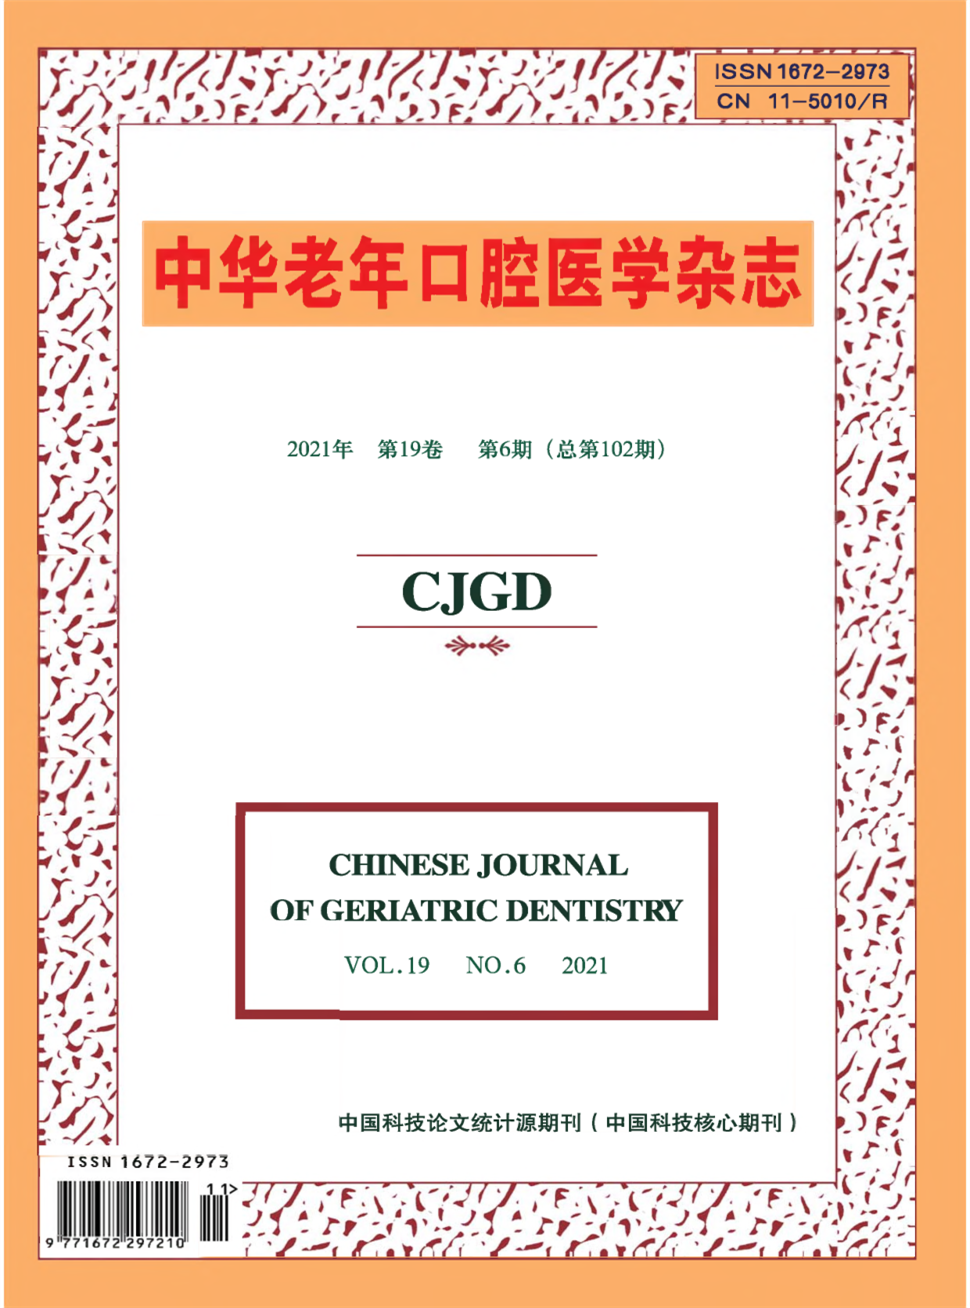 ISSN 1672-2973
CN 11-5010/R
中华老年口腔医学杂志
2021年 第19卷 第6期（总第102期）
CJGD
CHINESE JOURNAL
OF GERIATRIC DENTISTRY
VOL.19 NO.6 2021
中国科技论文统计源期刊（中国科技核心期刊）
ISSN 1672-2973
11>
9 771672 297210